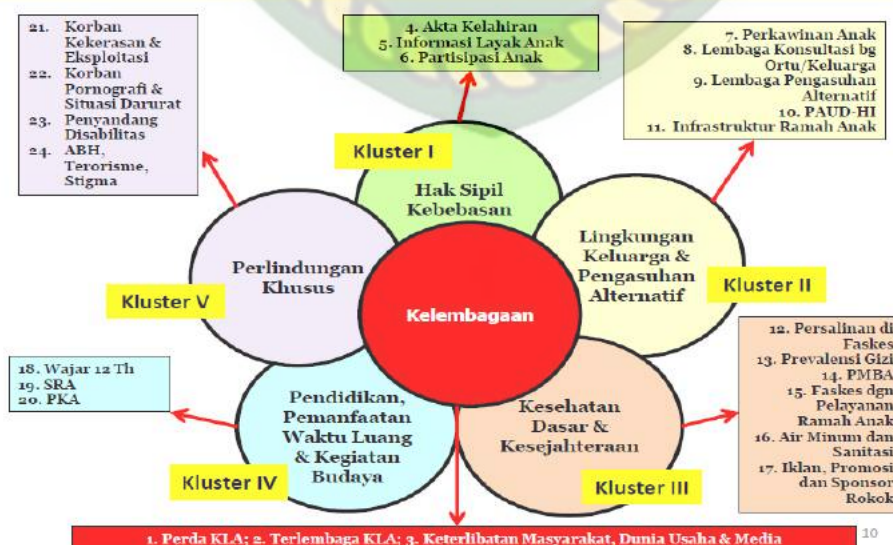 21. Korban
Kekerasan &
Eksploitasi
22. Korban
Pornografi &
Situasi Darurat
23. Penyandang
Disabilitas
24. ABH,
Terorisme,
Stigma
4. Akta Kelahiran
5. Informasi Layak Anak
6. Partisipasi Anak
7. Perkawinan Anak
8. Lembaga Konsultasi bg
Ortu/Keluarga
9. Lembaga Pengasuhan
Alternatif
10. PAUD-HI
11. Infrastruktur Ramah Anak
Kluster I
Hak Sipil
Kebebasan
Lingkungan
Keluarga &
Pengasuhan
Alternatif
Kluster II
Perlindungan
Khusus
Kluster V
Kelembagaan
12. Persalinan di
Faskes
13. Prevalensi Gizi
14. PMBA
15. Faskes dgn
Pelayanan
Ramah Anak
16. Air Minum dan
Sanitasi
17. Iklan, Promosi
dan Sponsor
Rokok
18. Wajar 12 Th
19. SRA
20. PKA
Pendidikan,
Pemanfaatan
Waktu Luang
& Kegiatan
Budaya
Kluster IV
Kesehatan
Dasar &
Kesejahteraan
Kluster III
1. Perda KLA; 2. Terlembaga KLA; 3. Keterlibatan Masyarakat, Dunia Usaha & Media
10